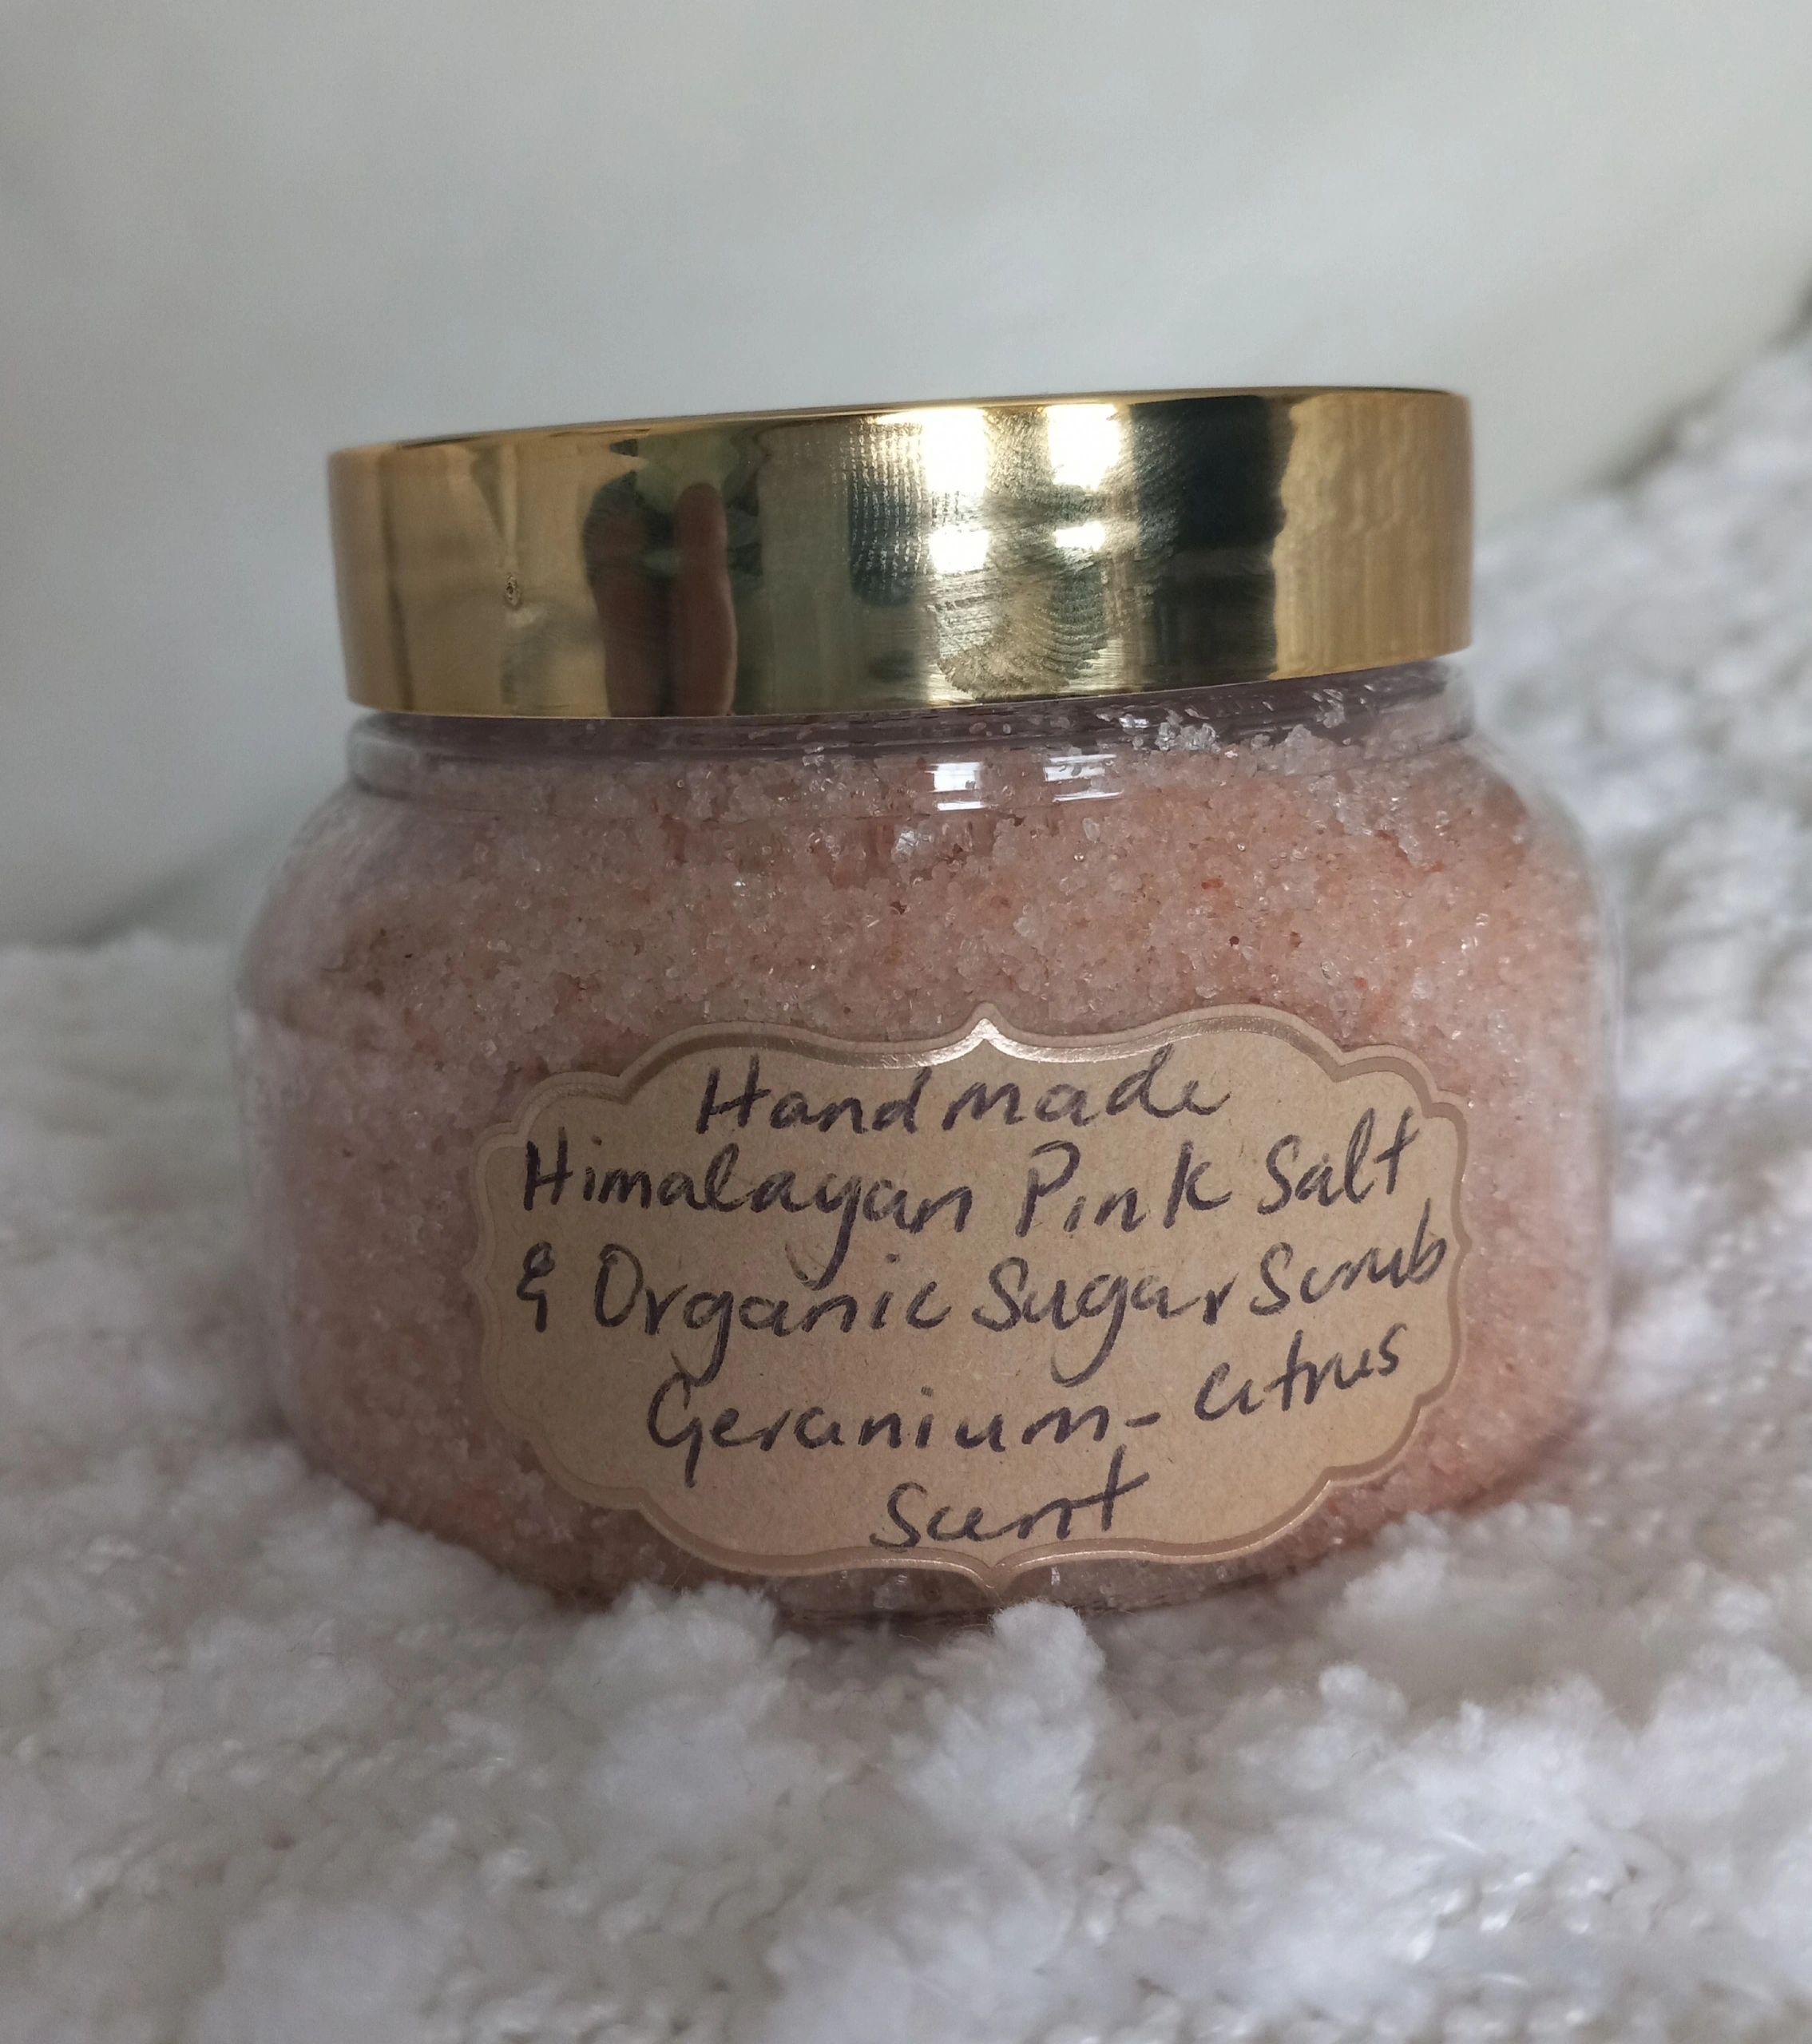 Handmade
Himalayan Pink Salt
& Organic Sugar Scrub
Geranium-citrus
Scent